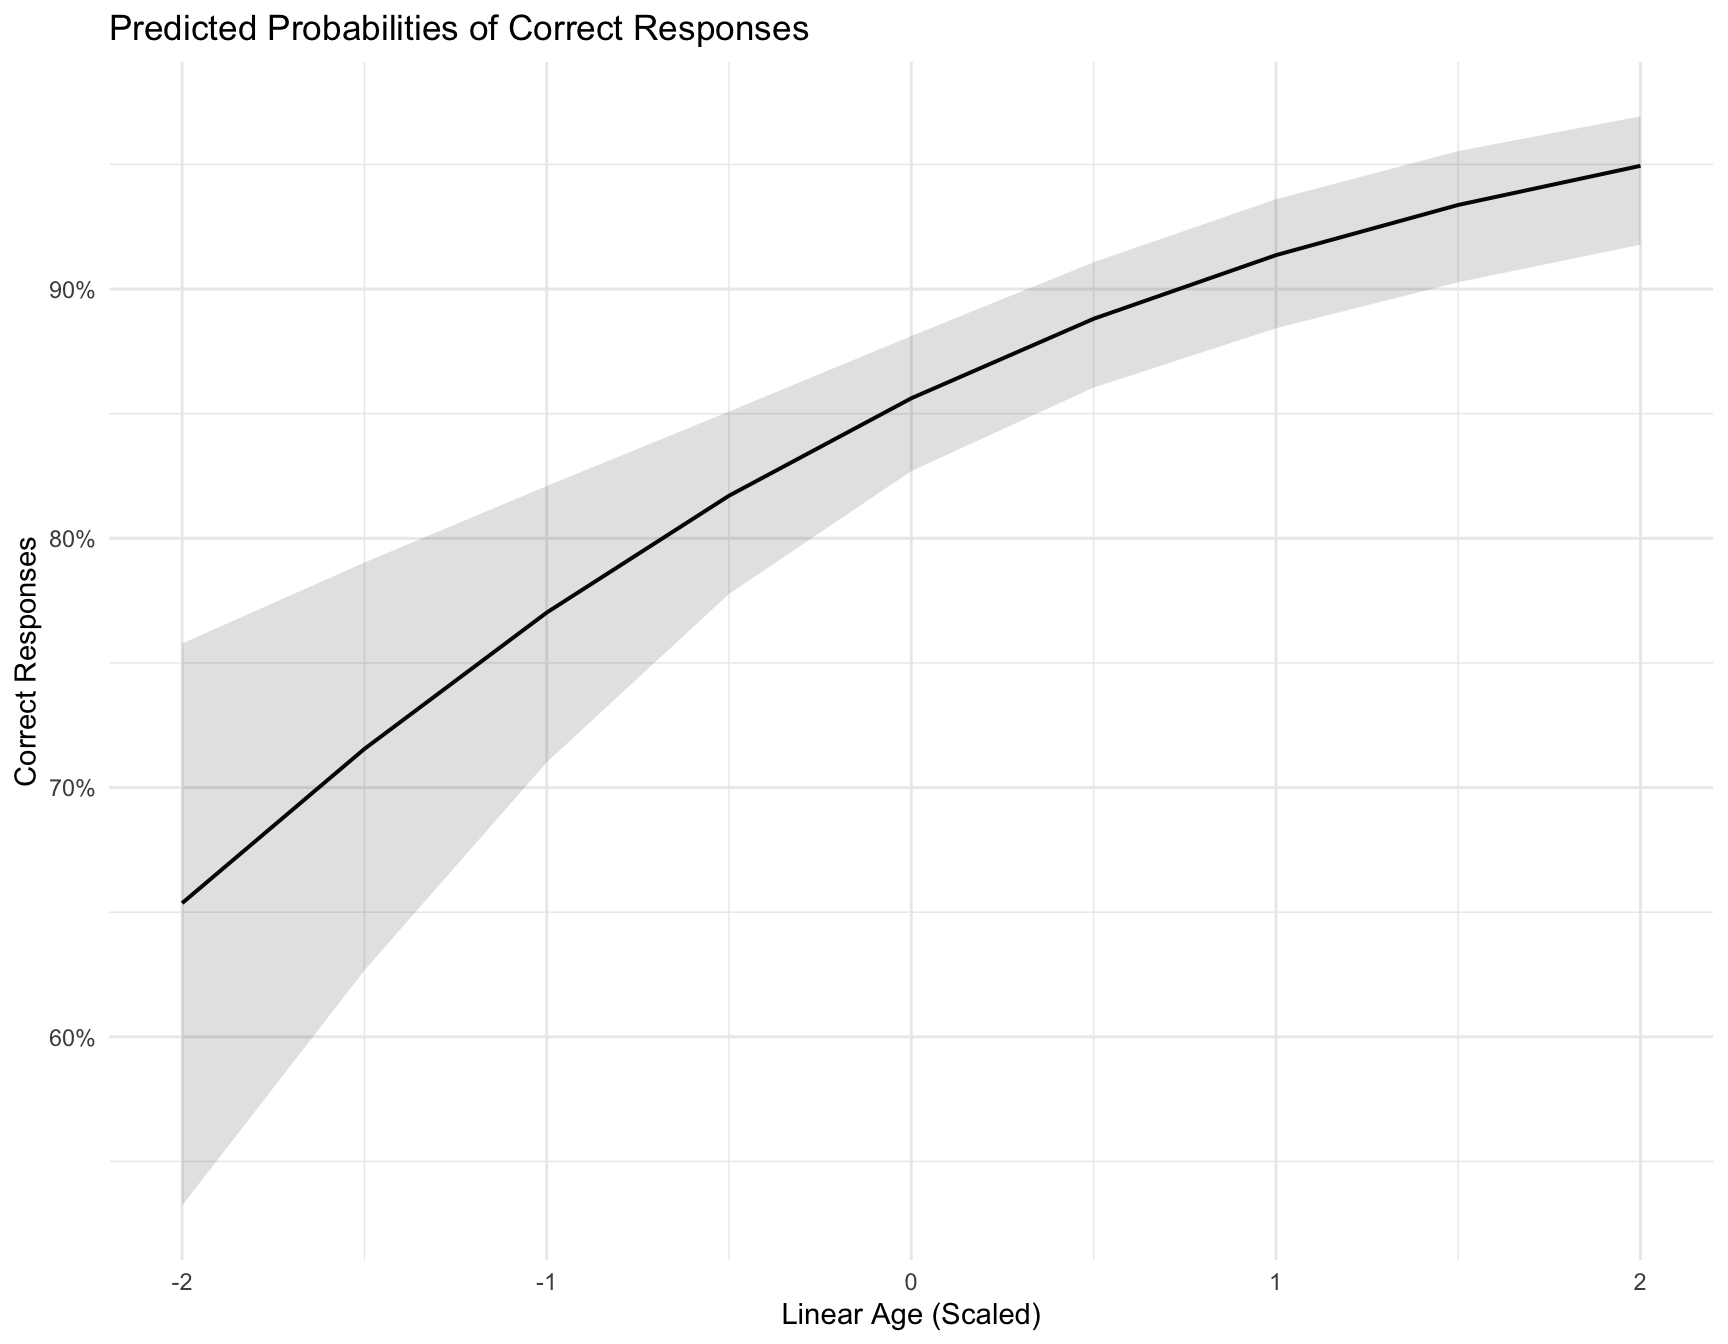 Predicted Probabilities of Correct Responses
90%
80%
70%
60%
Correct Responses
-2 -1 0 1 2
Linear Age (Scaled)